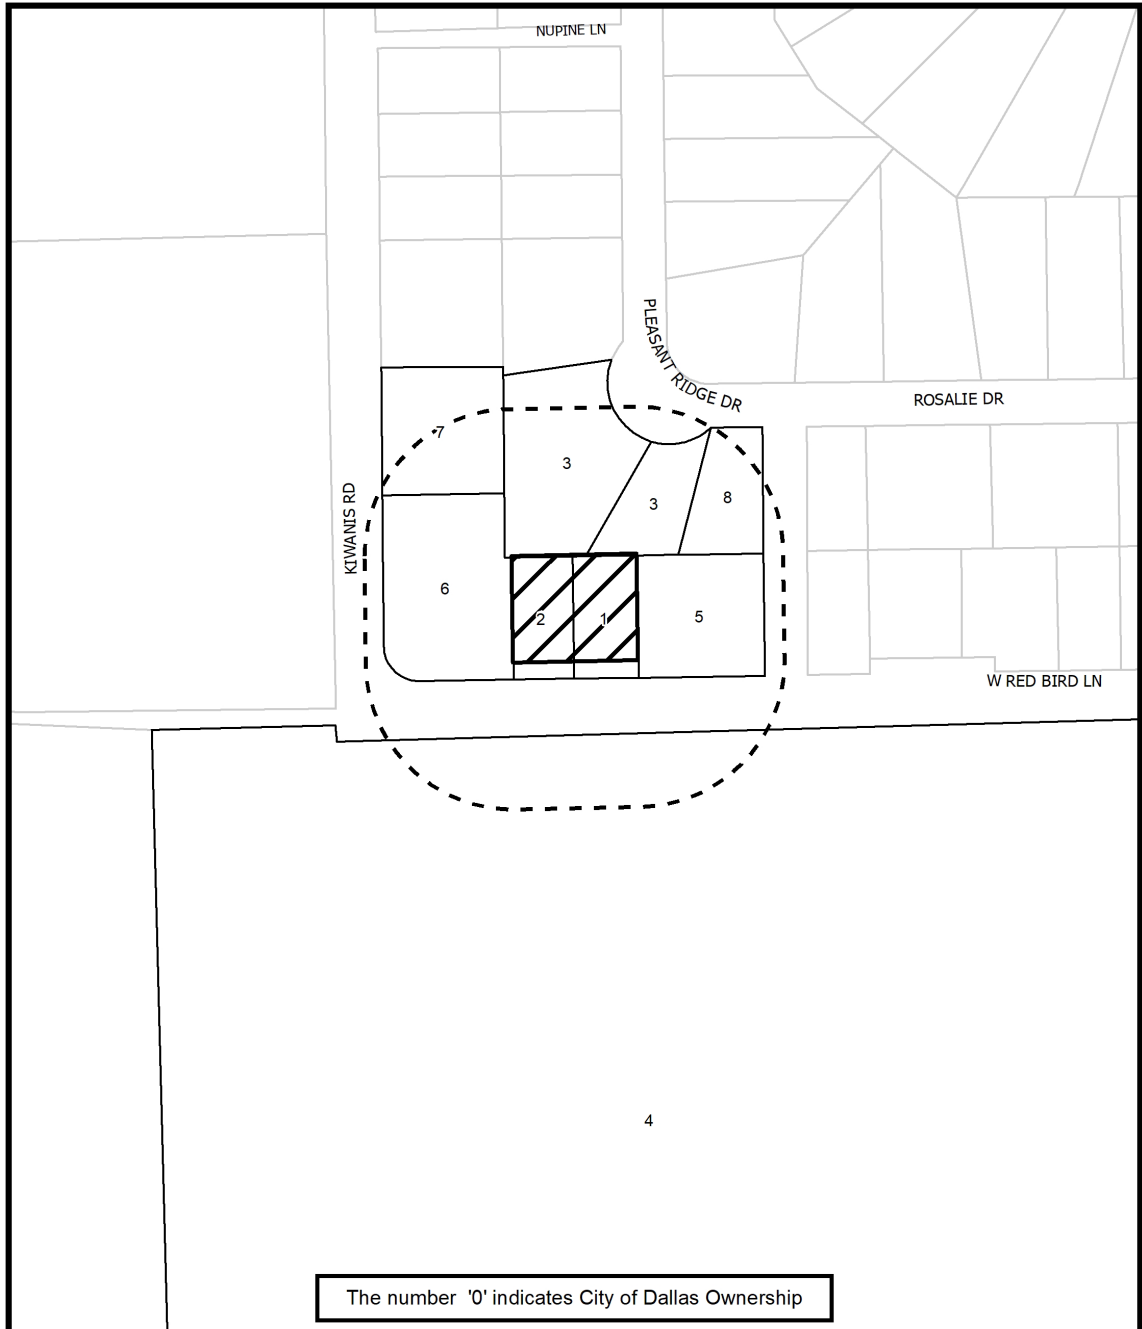 NUPINE LN
PLEASANT RIDGE DR
ROSALIE DR
7
3
3
8
KIWANIS RD
6
2
1
5
W RED BIRD LN
4
The number '0' indicates City of Dallas Ownership